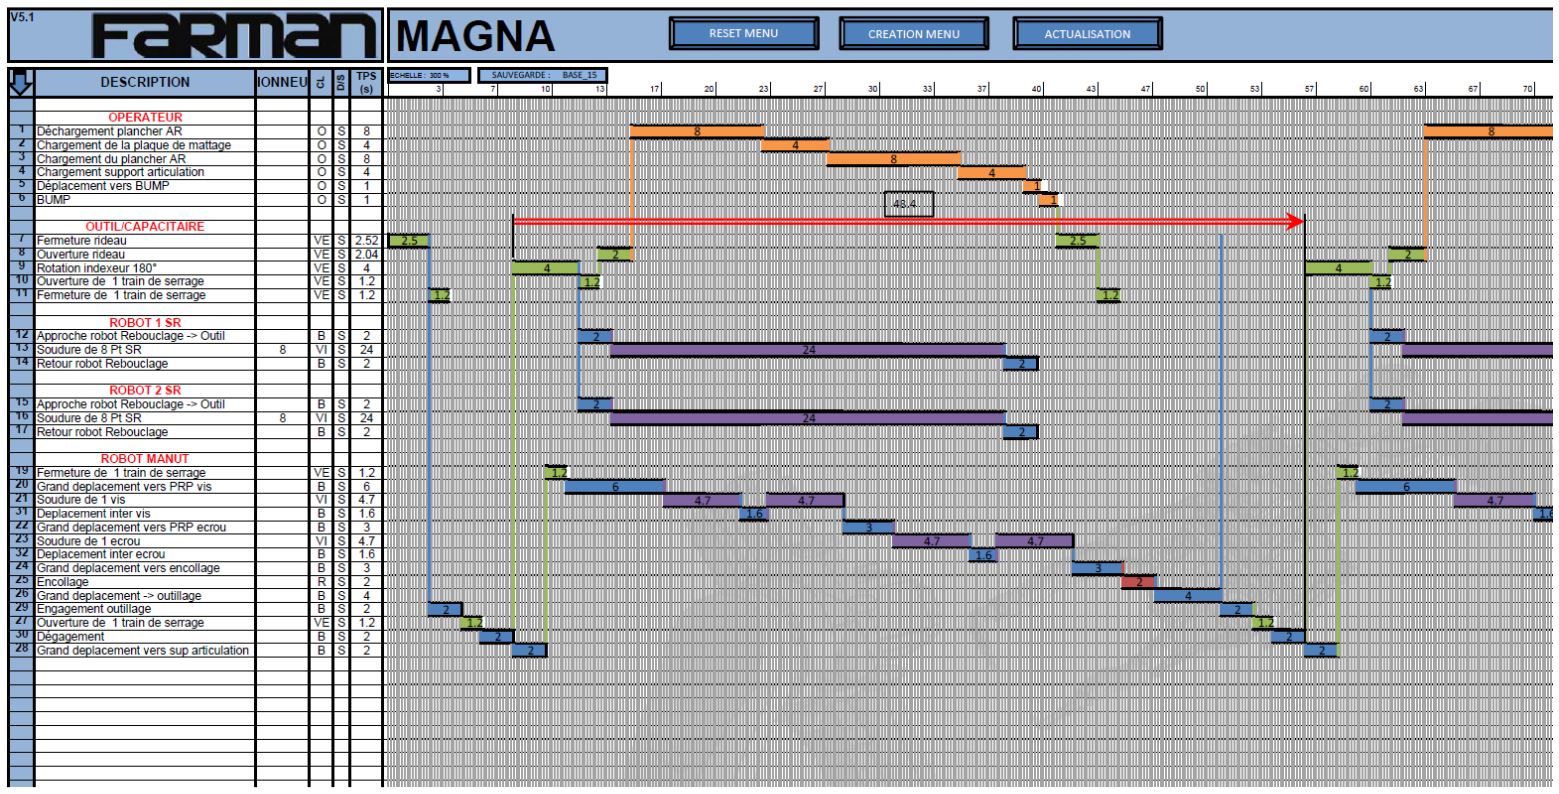 V5.1
FARMAN
MAGNA
RESET MENU
CREATION MENU
ACTUALISATION
DESCRIPTION IONNEU CL D/S TPS (s)
ECHELLE : 300 % SAUVEGARDE : BASE_15
3 7 10 13 17 20 23 27 30 33 37 40 43 47 50 53 57 60 63 67 70
OPERATEUR
1 Déchargement plancher AR O S 8 8 8
2 Chargement de la plaque de mattage O S 4 4
3 Chargement du plancher AR O S 8 8
4 Chargement support articulation O S 4 4
5 Déplacement vers BUMP O S 1 1
6 BUMP O S 1 1
48.4
OUTIL/CAPACITAIRE
7 Fermeture rideau VE S 2.52 2.5 2.5
8 Ouverture rideau VE S 2.04 2 2
9 Rotation indexeur 180° VE S 4 4 4
10 Ouverture de 1 train de serrage VE S 1.2 1.2 1.2
11 Fermeture de 1 train de serrage VE S 1.2 1.2 1.2
ROBOT 1 SR
12 Approche robot Rebouclage -> Outil B S 2 2 2
13 Soudure de 8 Pt SR 8 VI S 24 24
14 Retour robot Rebouclage B S 2 2
ROBOT 2 SR
15 Approche robot Rebouclage -> Outil B S 2 2 2
16 Soudure de 8 Pt SR 8 VI S 24 24
17 Retour robot Rebouclage B S 2 2
ROBOT MANUT
19 Fermeture de 1 train de serrage VE S 1.2 1.2 1.2
20 Grand deplacement vers PRP vis B S 6 6 6
21 Soudure de 1 vis VI S 4.7 4.7 4.7 4.7
31 Deplacement inter vis B S 1.6 1.6 1.6
22 Grand deplacement vers PRP ecrou B S 3 3
23 Soudure de 1 ecrou VI S 4.7 4.7 4.7
32 Deplacement inter ecrou B S 1.6 1.6
24 Grand deplacement vers encollage B S 3 3
25 Encollage R S 2 2
26 Grand deplacement -> outillage B S 4 4
29 Engagement outillage B S 2 2 2
27 Ouverture de 1 train de serrage VE S 1.2 1.2 1.2
30 Dégagement B S 2 2 2
28 Grand deplacement vers sup articulation B S 2 2 2